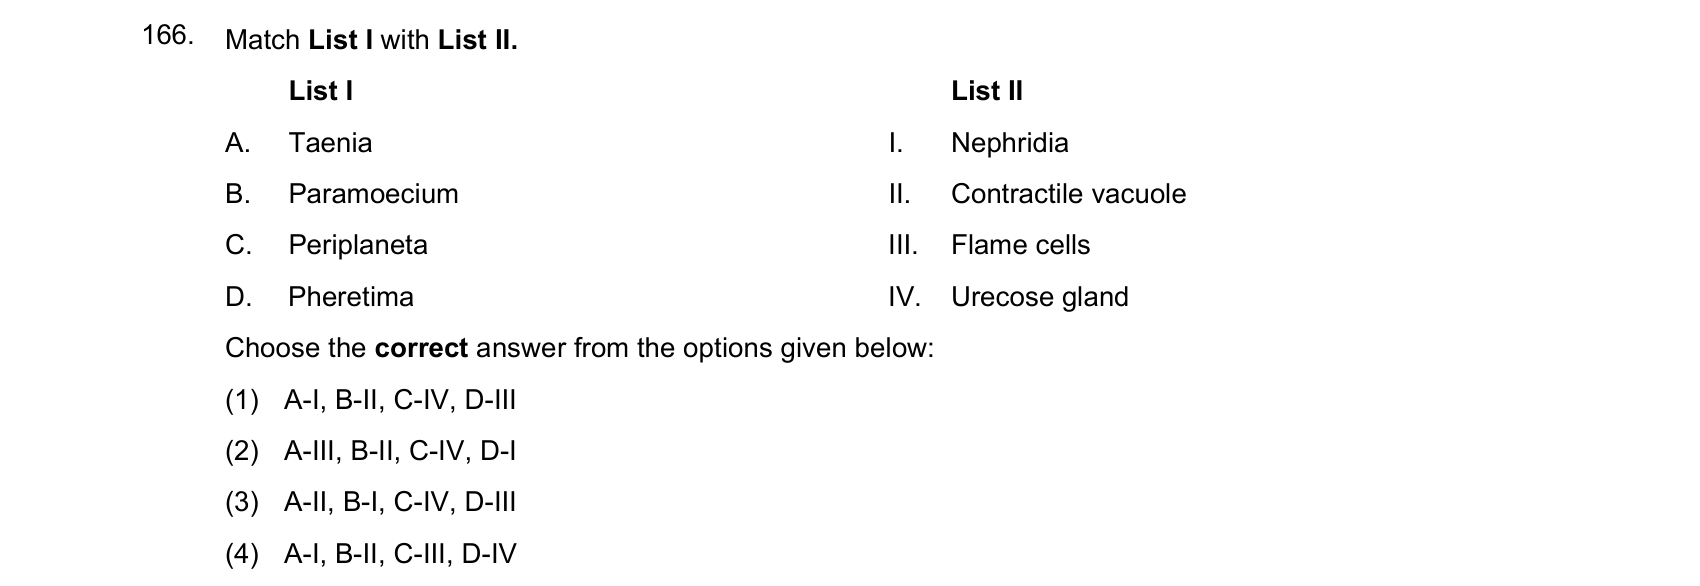 166. Match List I with List II.
List I List II
A. Taenia I. Nephridia
B. Paramoecium II. Contractile vacuole
C. Periplaneta III. Flame cells
D. Pheretima IV. Urecose gland
Choose the correct answer from the options given below:
(1) A-I, B-II, C-IV, D-III
(2) A-III, B-II, C-IV, D-I
(3) A-II, B-I, C-IV, D-III
(4) A-I, B-II, C-III, D-IV